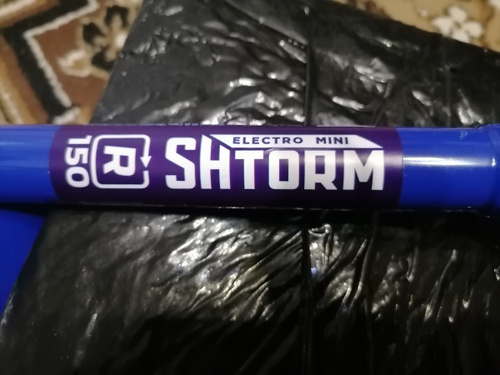 150
R
ELECTRO MINI
SHTORM